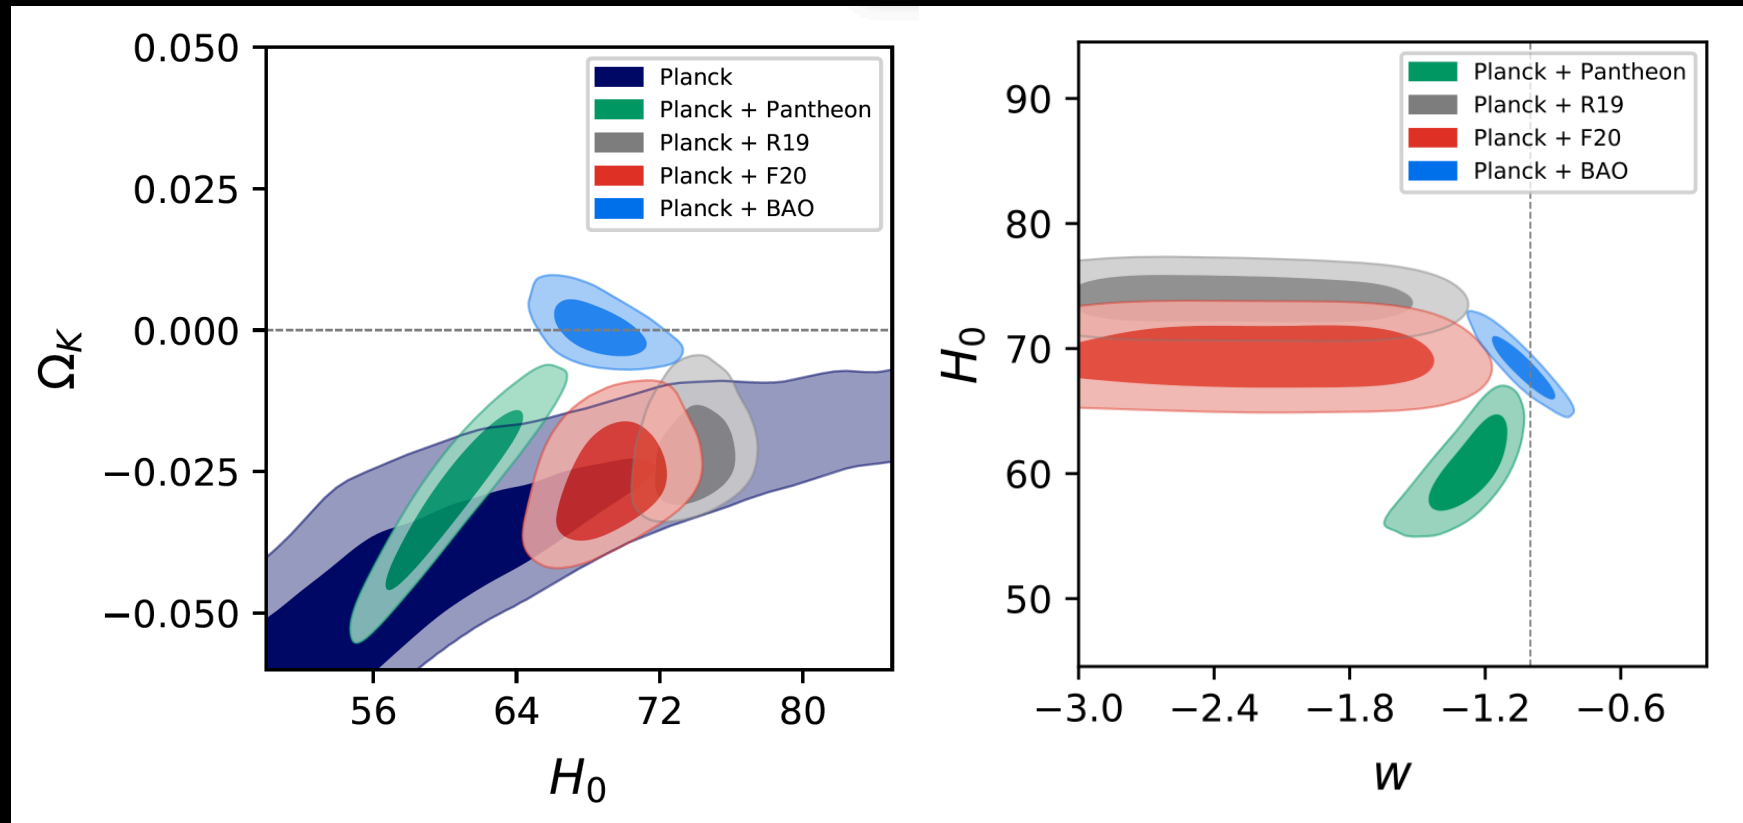 0.050
0.025
0.000
−0.025
−0.050
Ω_K
56 64 72 80
H_0
Planck
Planck + Pantheon
Planck + R19
Planck + F20
Planck + BAO
90
80
70
60
50
H_0
−3.0 −2.4 −1.8 −1.2 −0.6
w
Planck + Pantheon
Planck + R19
Planck + F20
Planck + BAO